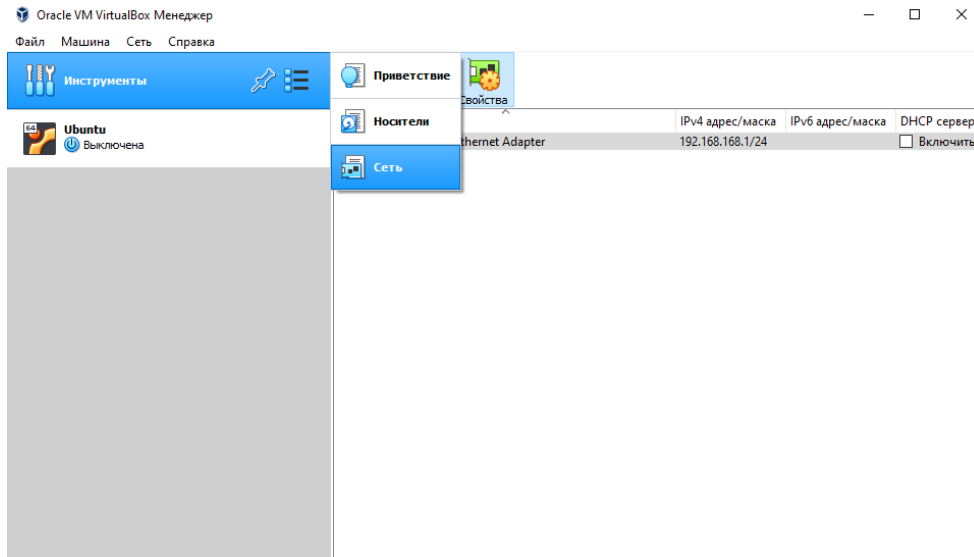 Oracle VM VirtualBox Менеджер
Файл Машина Сеть Справка
Инструменты
Приветствие
Носители
Сеть
Свойства
64
Ubuntu
Выключена
IPv4 адрес/маска IPv6 адрес/маска DHCP сервер
thernet Adapter 192.168.168.1/24 Включить